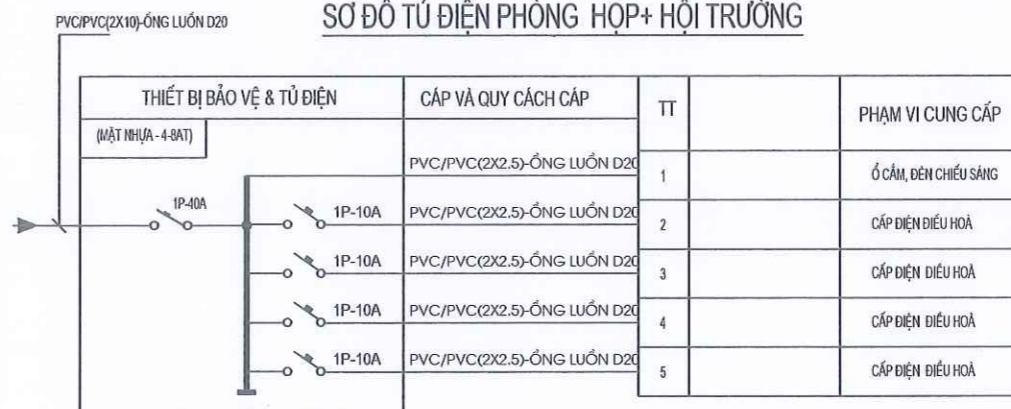 PVC/PVC(2X10)-ỐNG LUỒN D20
SƠ ĐỒ TỦ ĐIỆN PHÒNG HỌP+ HỘI TRƯỜNG
THIẾT BỊ BẢO VỆ & TỦ ĐIỆN
CÁP VÀ QUY CÁCH CÁP
TT
PHẠM VI CUNG CẤP
(MẶT NHỰA - 4-8AT)
PVC/PVC(2X2.5)-ỐNG LUỒN D20
1
Ổ CẮM, ĐÈN CHIẾU SÁNG
1P-40A
1P-10A
PVC/PVC(2X2.5)-ỐNG LUỒN D20
2
CẤP ĐIỆN ĐIỀU HOÀ
1P-10A
PVC/PVC(2X2.5)-ỐNG LUỒN D20
3
CẤP ĐIỆN ĐIỀU HOÀ
1P-10A
PVC/PVC(2X2.5)-ỐNG LUỒN D20
4
CẤP ĐIỆN ĐIỀU HOÀ
1P-10A
PVC/PVC(2X2.5)-ỐNG LUỒN D20
5
CẤP ĐIỆN ĐIỀU HOÀ